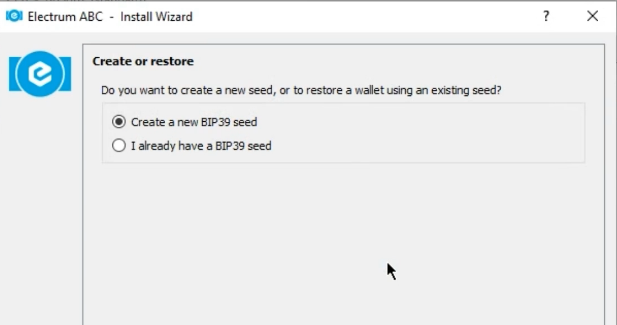 Electrum ABC - Install Wizard
Create or restore
Do you want to create a new seed, or to restore a wallet using an existing seed?
Create a new BIP39 seed
I already have a BIP39 seed